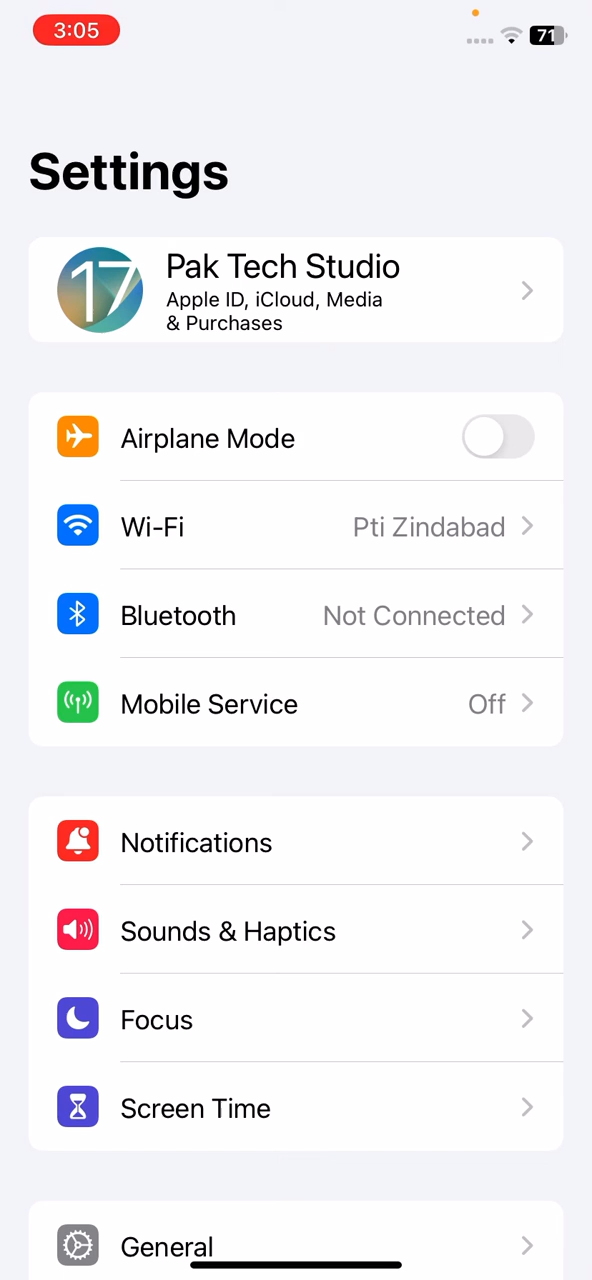 3:05
71
Settings
17
Pak Tech Studio
Apple ID, iCloud, Media
& Purchases
Airplane Mode
Wi-Fi
Pti Zindabad
Bluetooth
Not Connected
Mobile Service
Off
Notifications
Sounds & Haptics
Focus
Screen Time
General